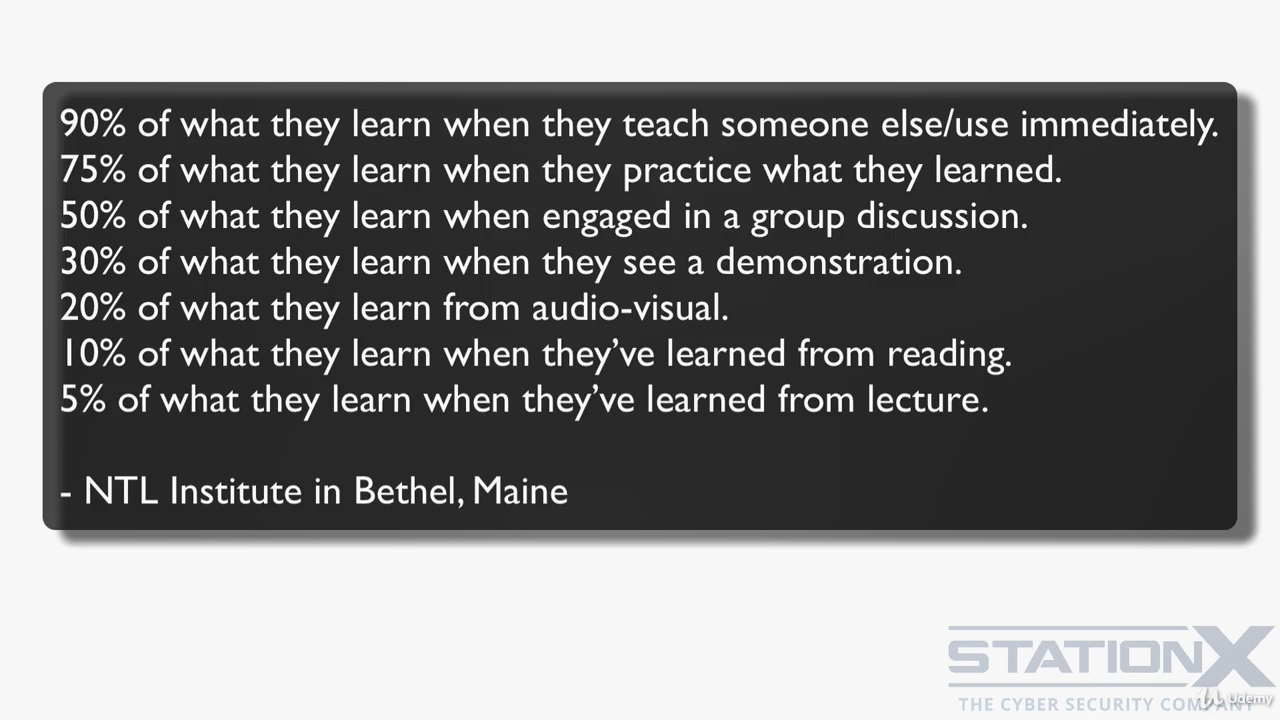 90% of what they learn when they teach someone else/use immediately.
75% of what they learn when they practice what they learned.
50% of what they learn when engaged in a group discussion.
30% of what they learn when they see a demonstration.
20% of what they learn from audio-visual.
10% of what they learn when they’ve learned from reading.
5% of what they learn when they’ve learned from lecture.
- NTL Institute in Bethel, Maine
STATIONX
THE CYBER SECURITY COMPANY
Udemy